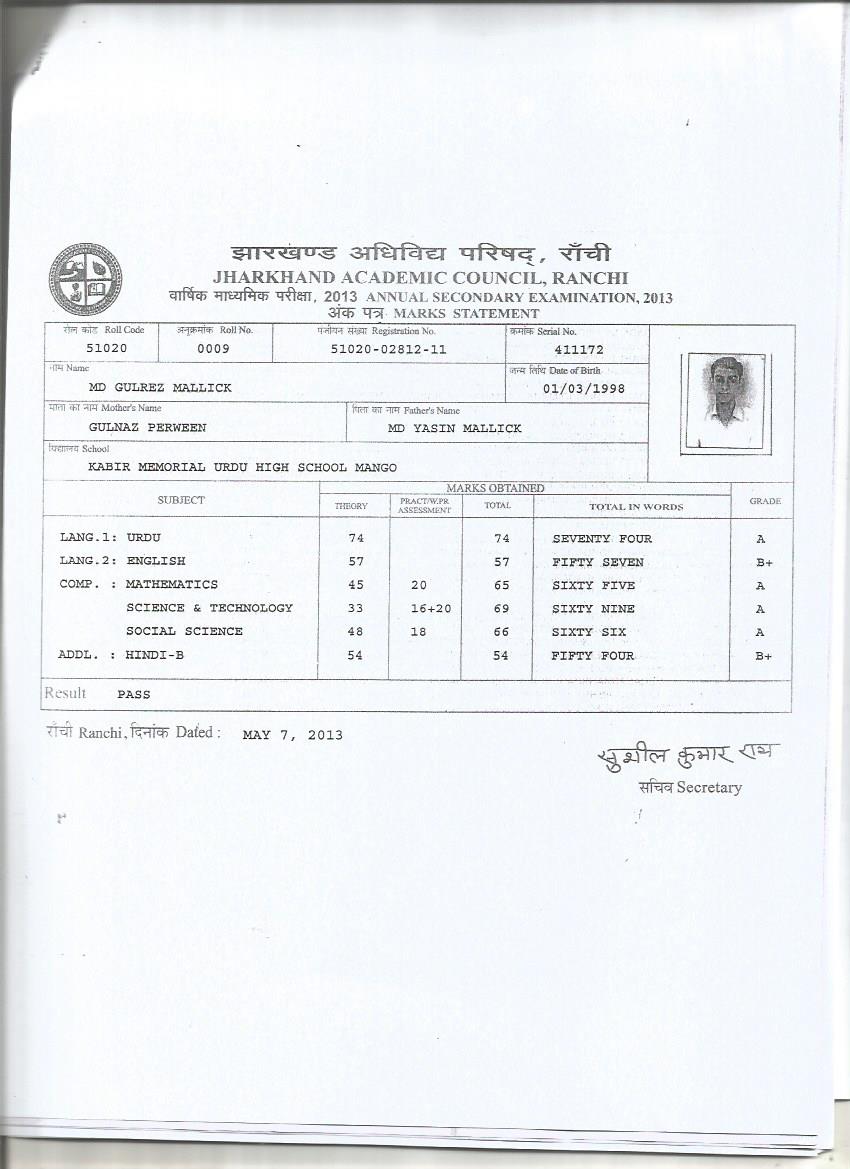 झारखण्ड अधिविद्य परिषद्, राँची
JHARKHAND ACADEMIC COUNCIL, RANCHI
वार्षिक माध्यमिक परीक्षा, 2013 ANNUAL SECONDARY EXAMINATION, 2013
अंक पत्र MARKS STATEMENT
रोल कोड Roll Code अनुक्रमांक Roll No. पंजीयन संख्या Registration No. क्रमांक Serial No.
51020 0009 51020-02812-11 411172
नाम Name जन्म तिथि Date of Birth
MD GULREZ MALLICK 01/03/1998
माता का नाम Mother's Name पिता का नाम Father's Name
GULNAZ PERWEEN MD YASIN MALLICK
विद्यालय School
KABIR MEMORIAL URDU HIGH SCHOOL MANGO
SUBJECT MARKS OBTAINED GRADE
THEORY PRACT/W.PR ASSESSMENT TOTAL TOTAL IN WORDS
LANG.1: URDU 74 74 SEVENTY FOUR A
LANG.2: ENGLISH 57 57 FIFTY SEVEN B+
COMP. : MATHEMATICS 45 20 65 SIXTY FIVE A
SCIENCE & TECHNOLOGY 33 16+20 69 SIXTY NINE A
SOCIAL SCIENCE 48 18 66 SIXTY SIX A
ADDL. : HINDI-B 54 54 FIFTY FOUR B+
Result PASS
राँची Ranchi, दिनांक Dated : MAY 7, 2013
सुशील कुमार राय
सचिव Secretary